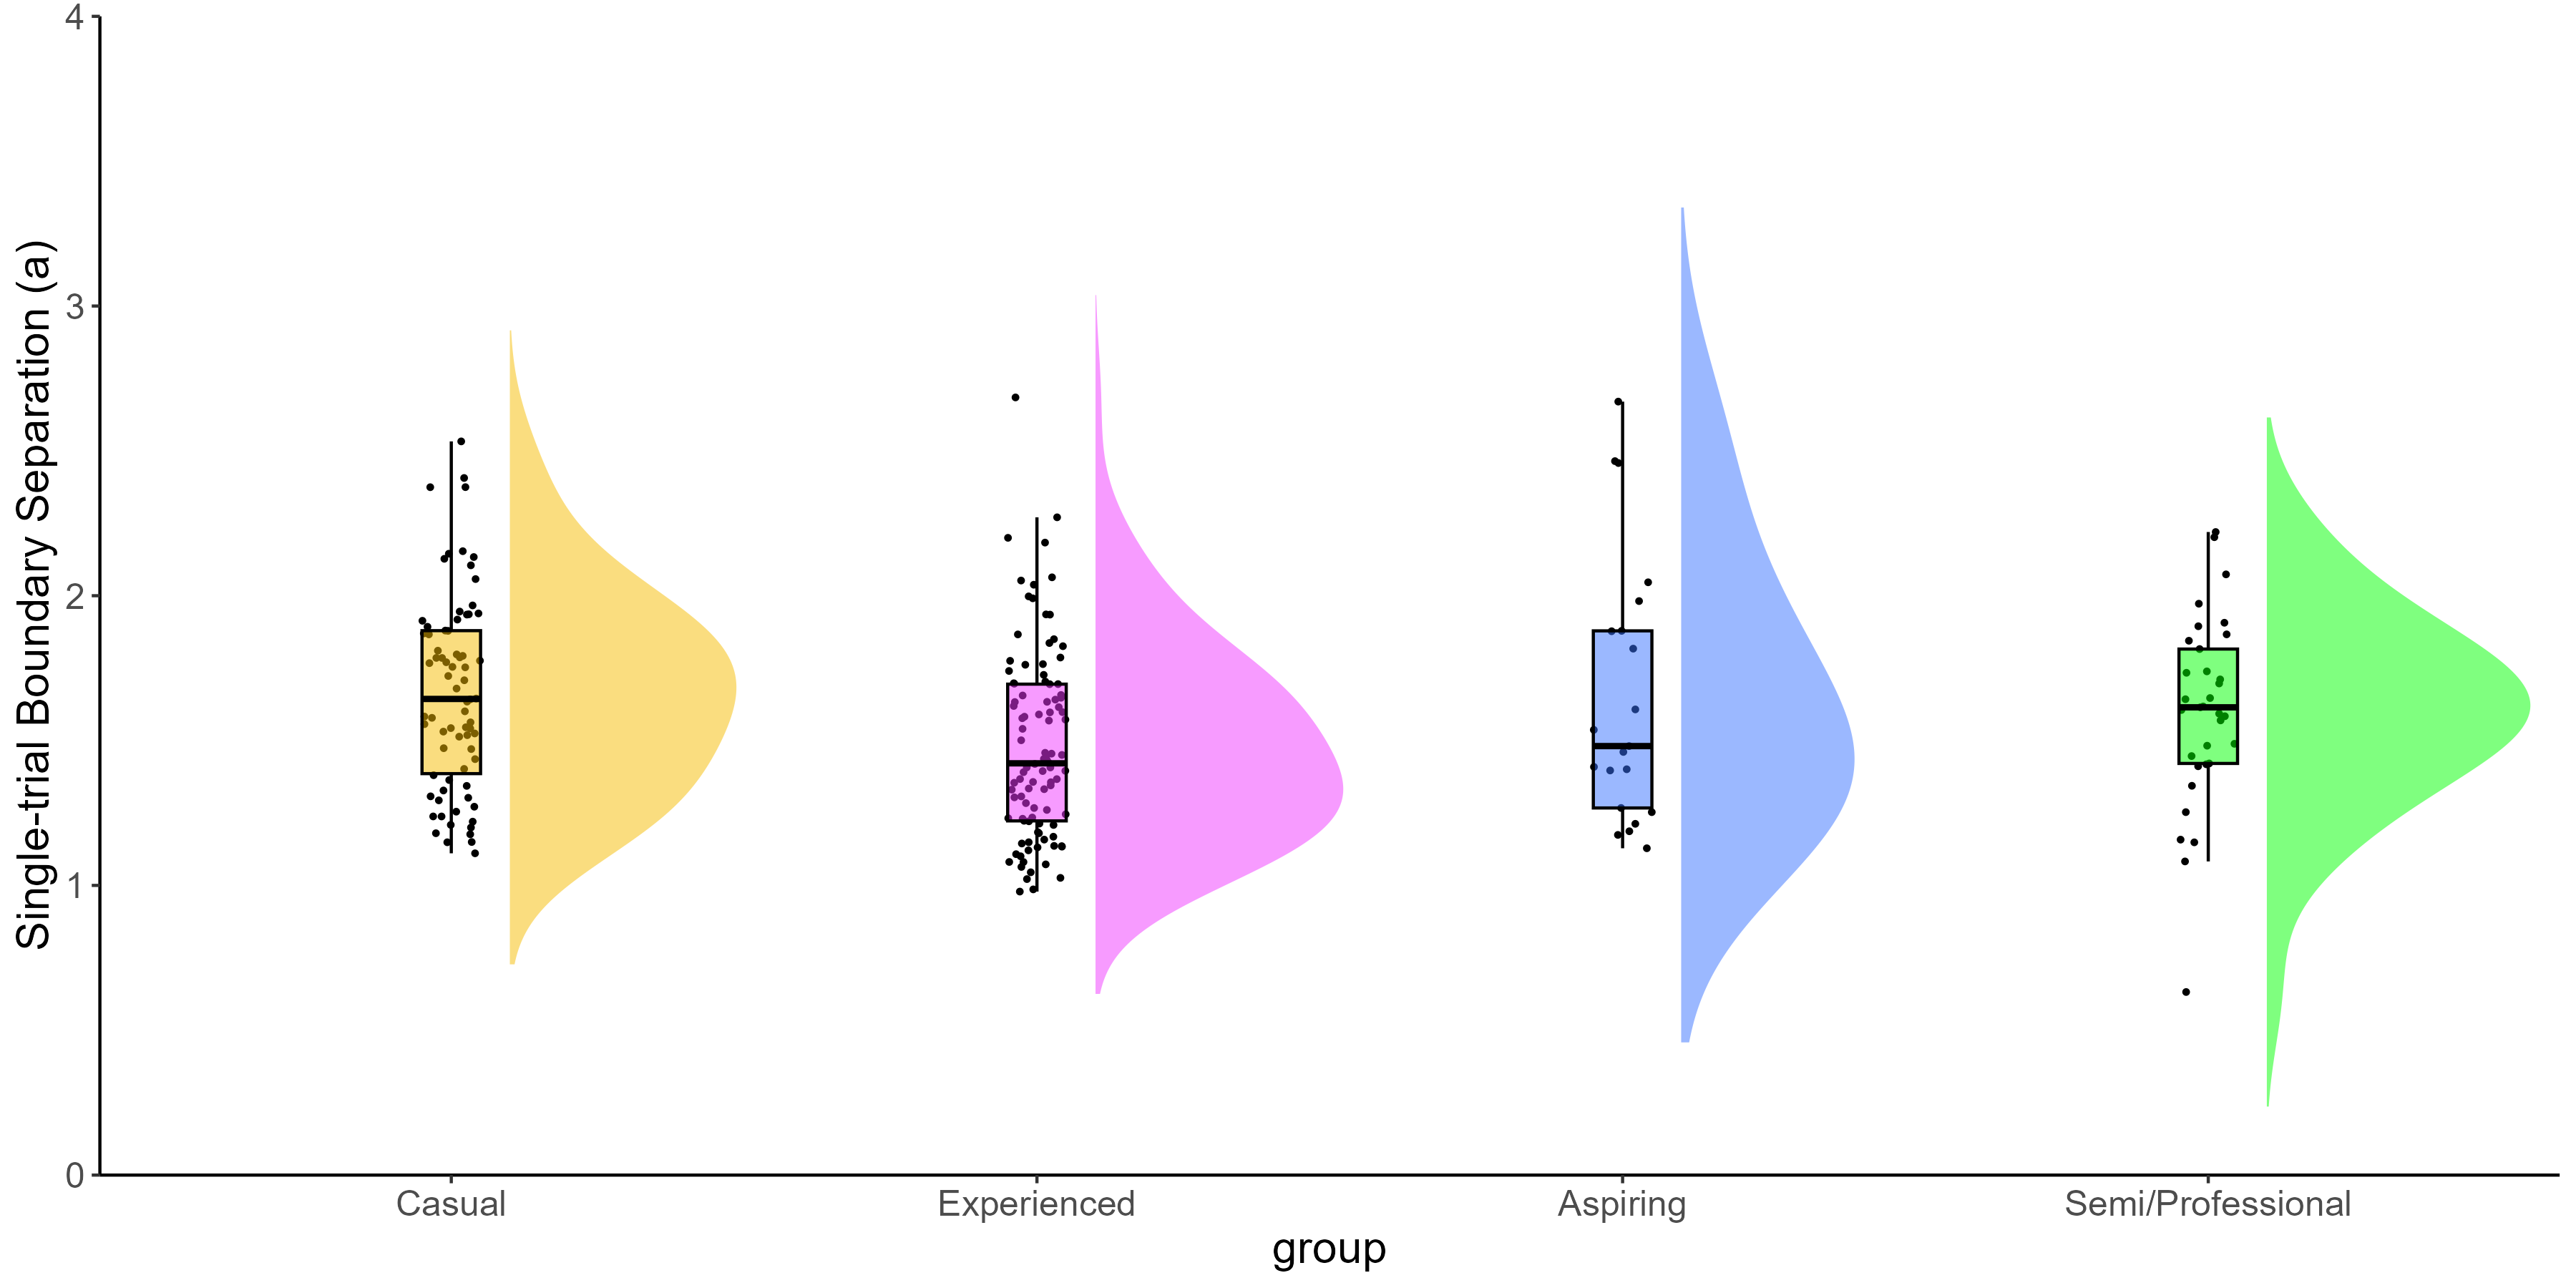 Single-trial Boundary Separation (a)
4
3
2
1
0
Casual
Experienced
Aspiring
Semi/Professional
group